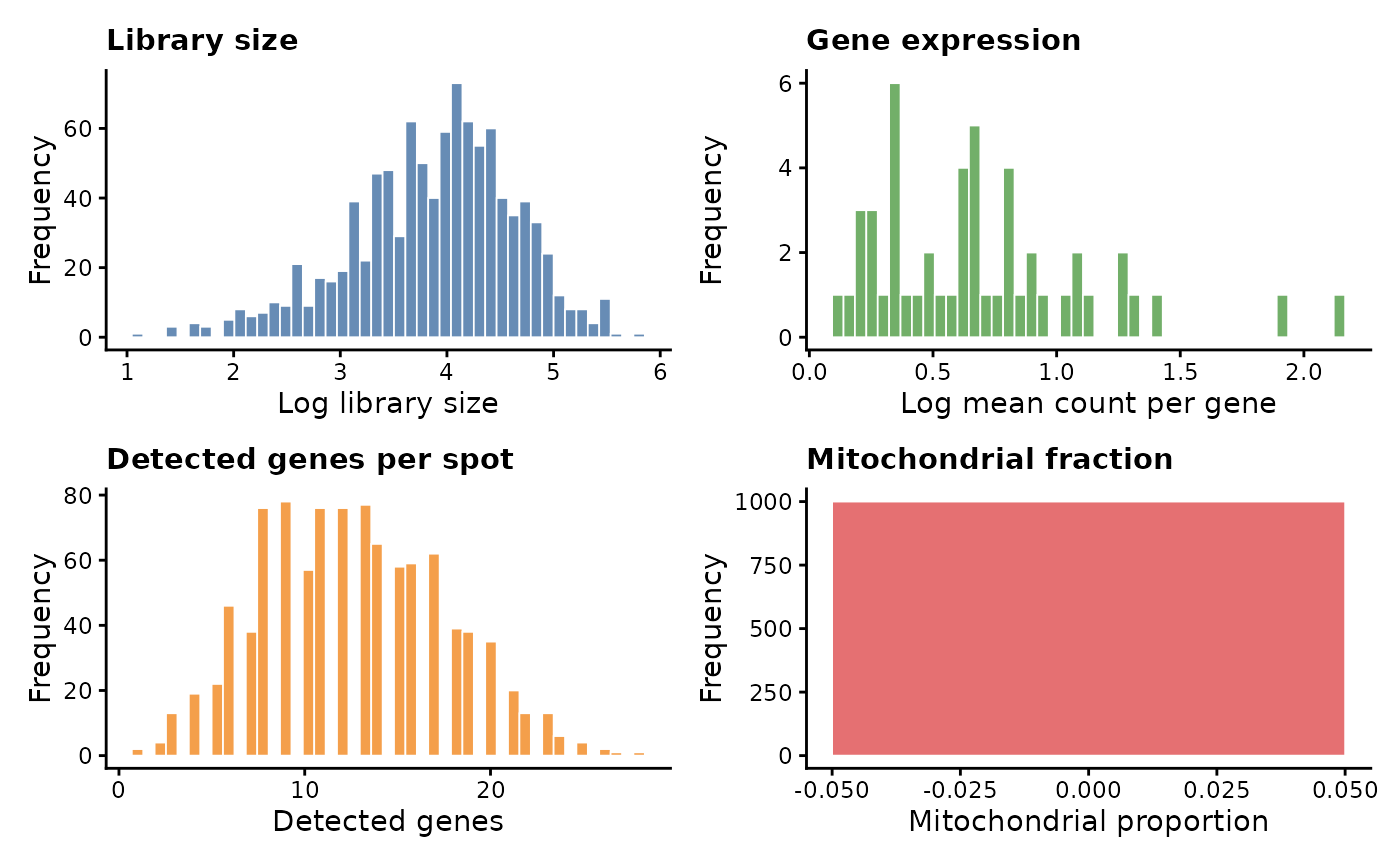 Library size
Frequency
60
40
20
0
1 2 3 4 5 6
Log library size
Gene expression
Frequency
6
4
2
0
0.0 0.5 1.0 1.5 2.0
Log mean count per gene
Detected genes per spot
Frequency
80
60
40
20
0
0 10 20
Detected genes
Mitochondrial fraction
Frequency
1000
750
500
250
0
-0.050 -0.025 0.000 0.025 0.050
Mitochondrial proportion